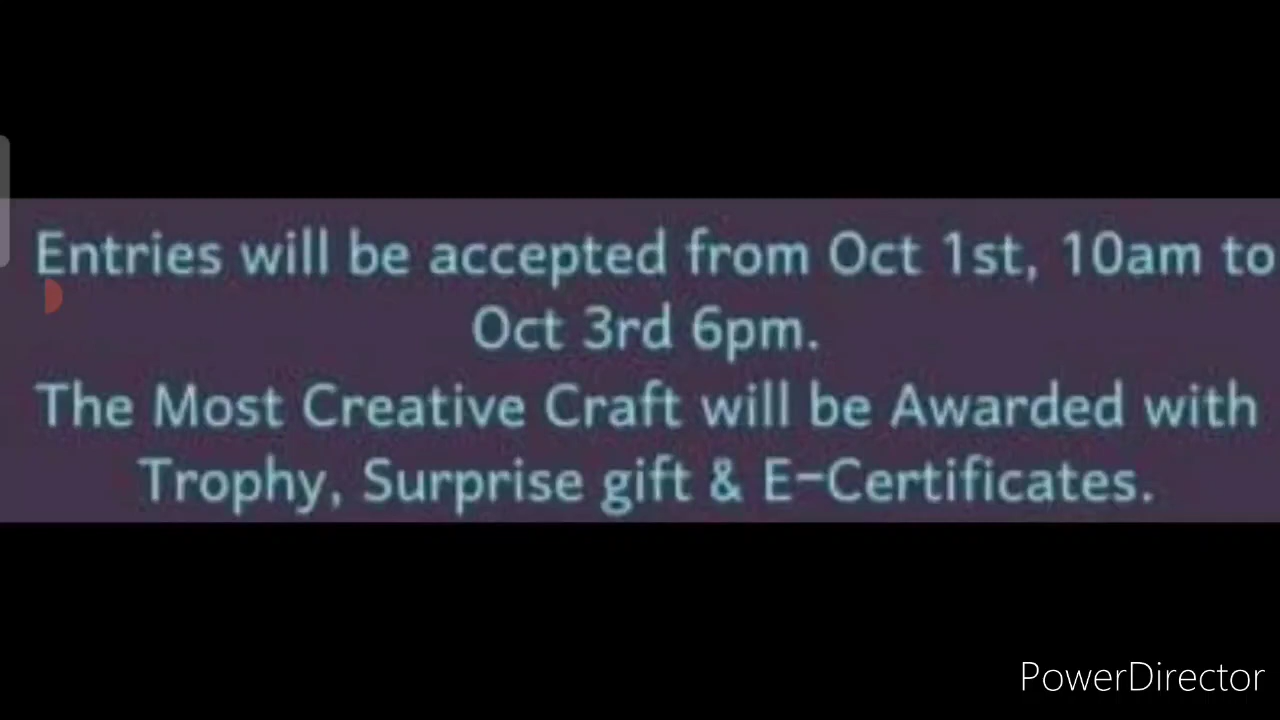 Entries will be accepted from Oct 1st, 10am to
Oct 3rd 6pm.
The Most Creative Craft will be Awarded with
Trophy, Surprise gift & E-Certificates.
PowerDirector